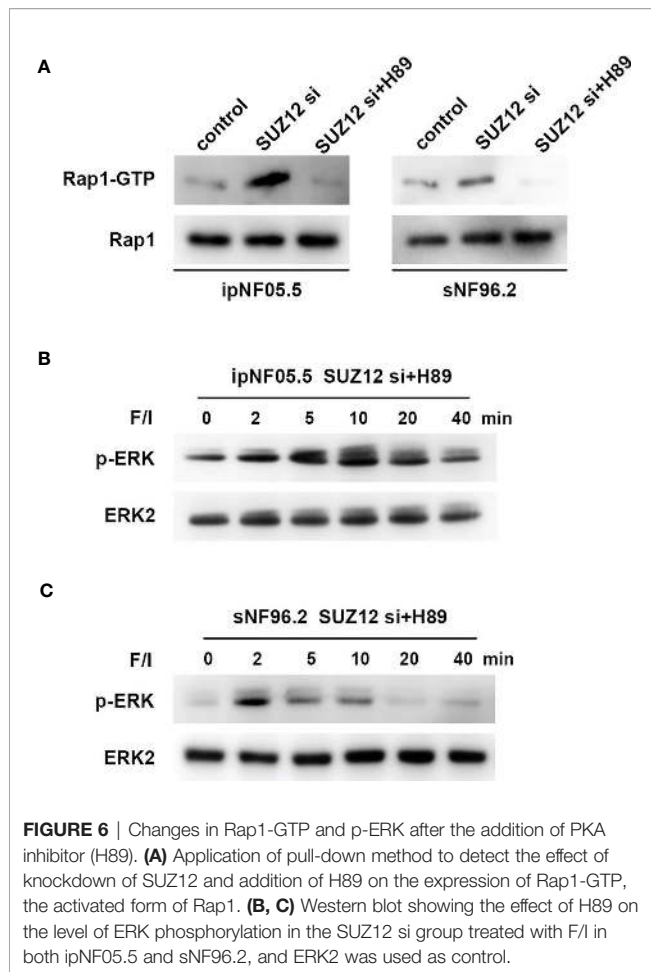 A
control SUZ12 si SUZ12 si+H89 control SUZ12 si SUZ12 si+H89
Rap1-GTP
Rap1
ipNF05.5 sNF96.2
B
ipNF05.5 SUZ12 si+H89
F/I 0 2 5 10 20 40 min
p-ERK
ERK2
C
sNF96.2 SUZ12 si+H89
F/I 0 2 5 10 20 40 min
p-ERK
ERK2
FIGURE 6 | Changes in Rap1-GTP and p-ERK after the addition of PKA
inhibitor (H89). (A) Application of pull-down method to detect the effect of
knockdown of SUZ12 and addition of H89 on the expression of Rap1-GTP,
the activated form of Rap1. (B, C) Western blot showing the effect of H89 on
the level of ERK phosphorylation in the SUZ12 si group treated with F/I in
both ipNF05.5 and sNF96.2, and ERK2 was used as control.